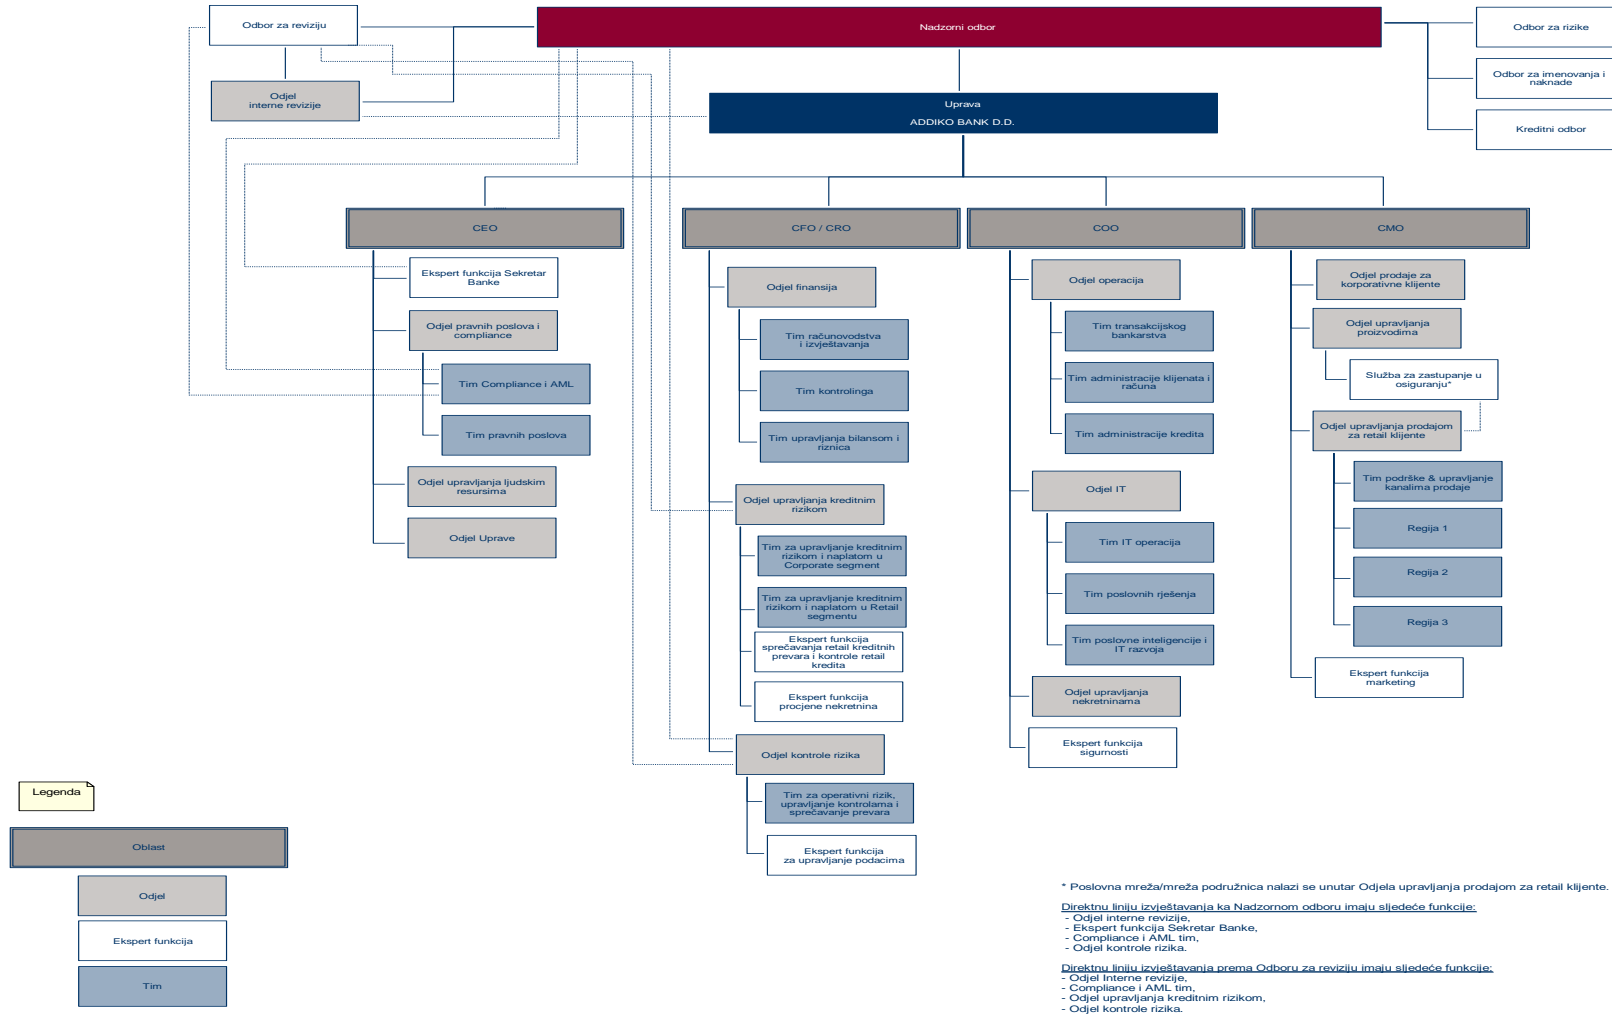 Odbor za reviziju
Nadzorni odbor
Odbor za rizike
Odbor za imenovanja i
naknade
Kreditni odbor
Odjel
interne revizije
Uprava
ADDIKO BANK D.D.
CEO
CFO / CRO
COO
CMO
Ekspert funkcija Sekretar
Banke
Odjel pravnih poslova i
compliance
Tim Compliance i AML
Tim pravnih poslova
Odjel upravljanja ljudskim
resursima
Odjel Uprave
Odjel finansija
Tim računovodstva
i izvještavanja
Tim kontrolinga
Tim upravljanja bilansom i
riznica
Odjel upravljanja kreditnim
rizikom
Tim za upravljanje kreditnim
rizikom i naplatom u
Corporate segment
Tim za upravljanje kreditnim
rizikom i naplatom u Retail
segmentu
Ekspert funkcija
sprečavanja retail kreditnih
prevara i kontrole retail
kredita
Ekspert funkcija
procjene nekretnina
Odjel kontrole rizika
Tim za operativni rizik,
upravljanje kontrolama i
sprečavanje prevara
Ekspert funkcija
za upravljanje podacima
Odjel operacija
Tim transakcijskog
bankarstva
Tim administracije klijenata i
računa
Tim administracije kredita
Odjel IT
Tim IT operacija
Tim poslovnih rješenja
Tim poslovne inteligencije i
IT razvoja
Odjel upravljanja
nekretninama
Ekspert funkcija
sigurnosti
Odjel prodaje za
korporativne klijente
Odjel upravljanja
proizvodima
Služba za zastupanje u
osiguranju*
Odjel upravljanja prodajom
za retail klijente
Tim podrške & upravljanje
kanalima prodaje
Regija 1
Regija 2
Regija 3
Ekspert funkcija
marketing
Legenda
Oblast
Odjel
Ekspert funkcija
Tim
* Poslovna mreža/mreža podružnica nalazi se unutar Odjela upravljanja prodajom za retail klijente.
Direktnu liniju izvještavanja ka Nadzornom odboru imaju sljedeće funkcije:
- Odjel interne revizije,
- Ekspert funkcija Sekretar Banke,
- Compliance i AML tim,
- Odjel kontrole rizika.
Direktnu liniju izvještavanja prema Odboru za reviziju imaju sljedeće funkcije:
- Odjel Interne revizije,
- Compliance i AML tim,
- Odjel upravljanja kreditnim rizikom,
- Odjel kontrole rizika.